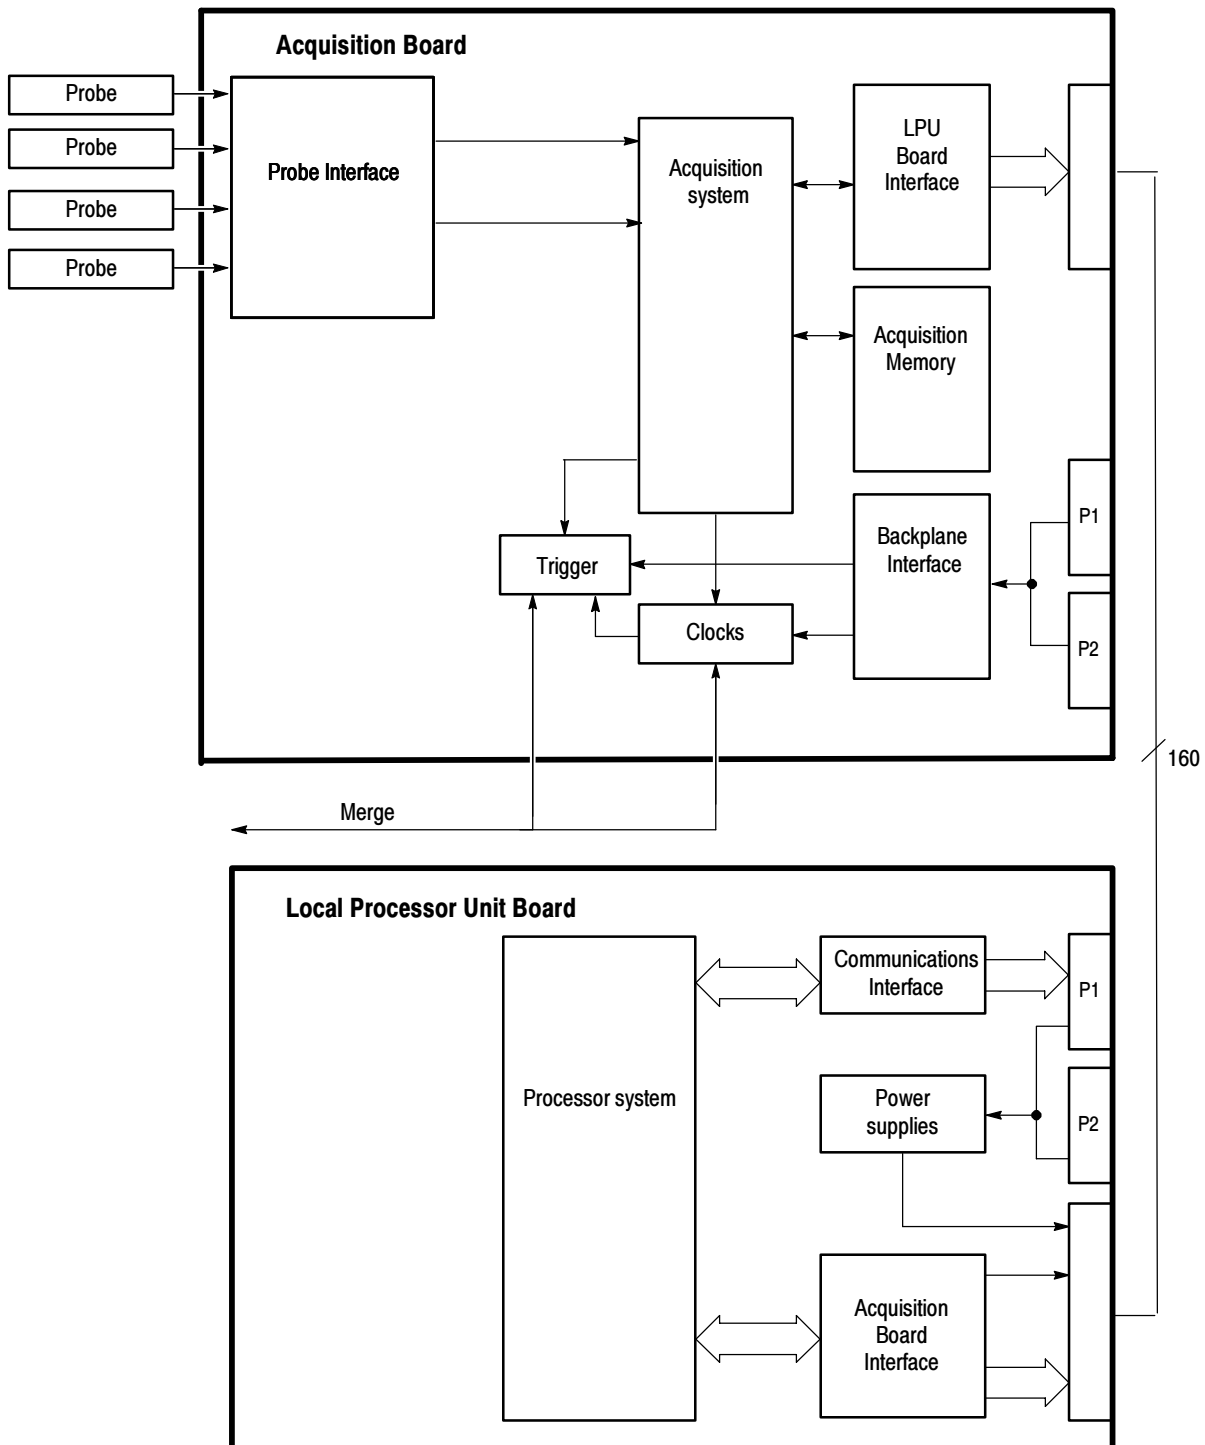 Acquisition Board
Probe
Probe
Probe
Probe
Probe Interface
Acquisition
system
LPU
Board
Interface
Acquisition
Memory
Backplane
Interface
P1
P2
Trigger
Clocks
160
Merge
Local Processor Unit Board
Processor system
Communications
Interface
P1
Power
supplies
P2
Acquisition
Board
Interface